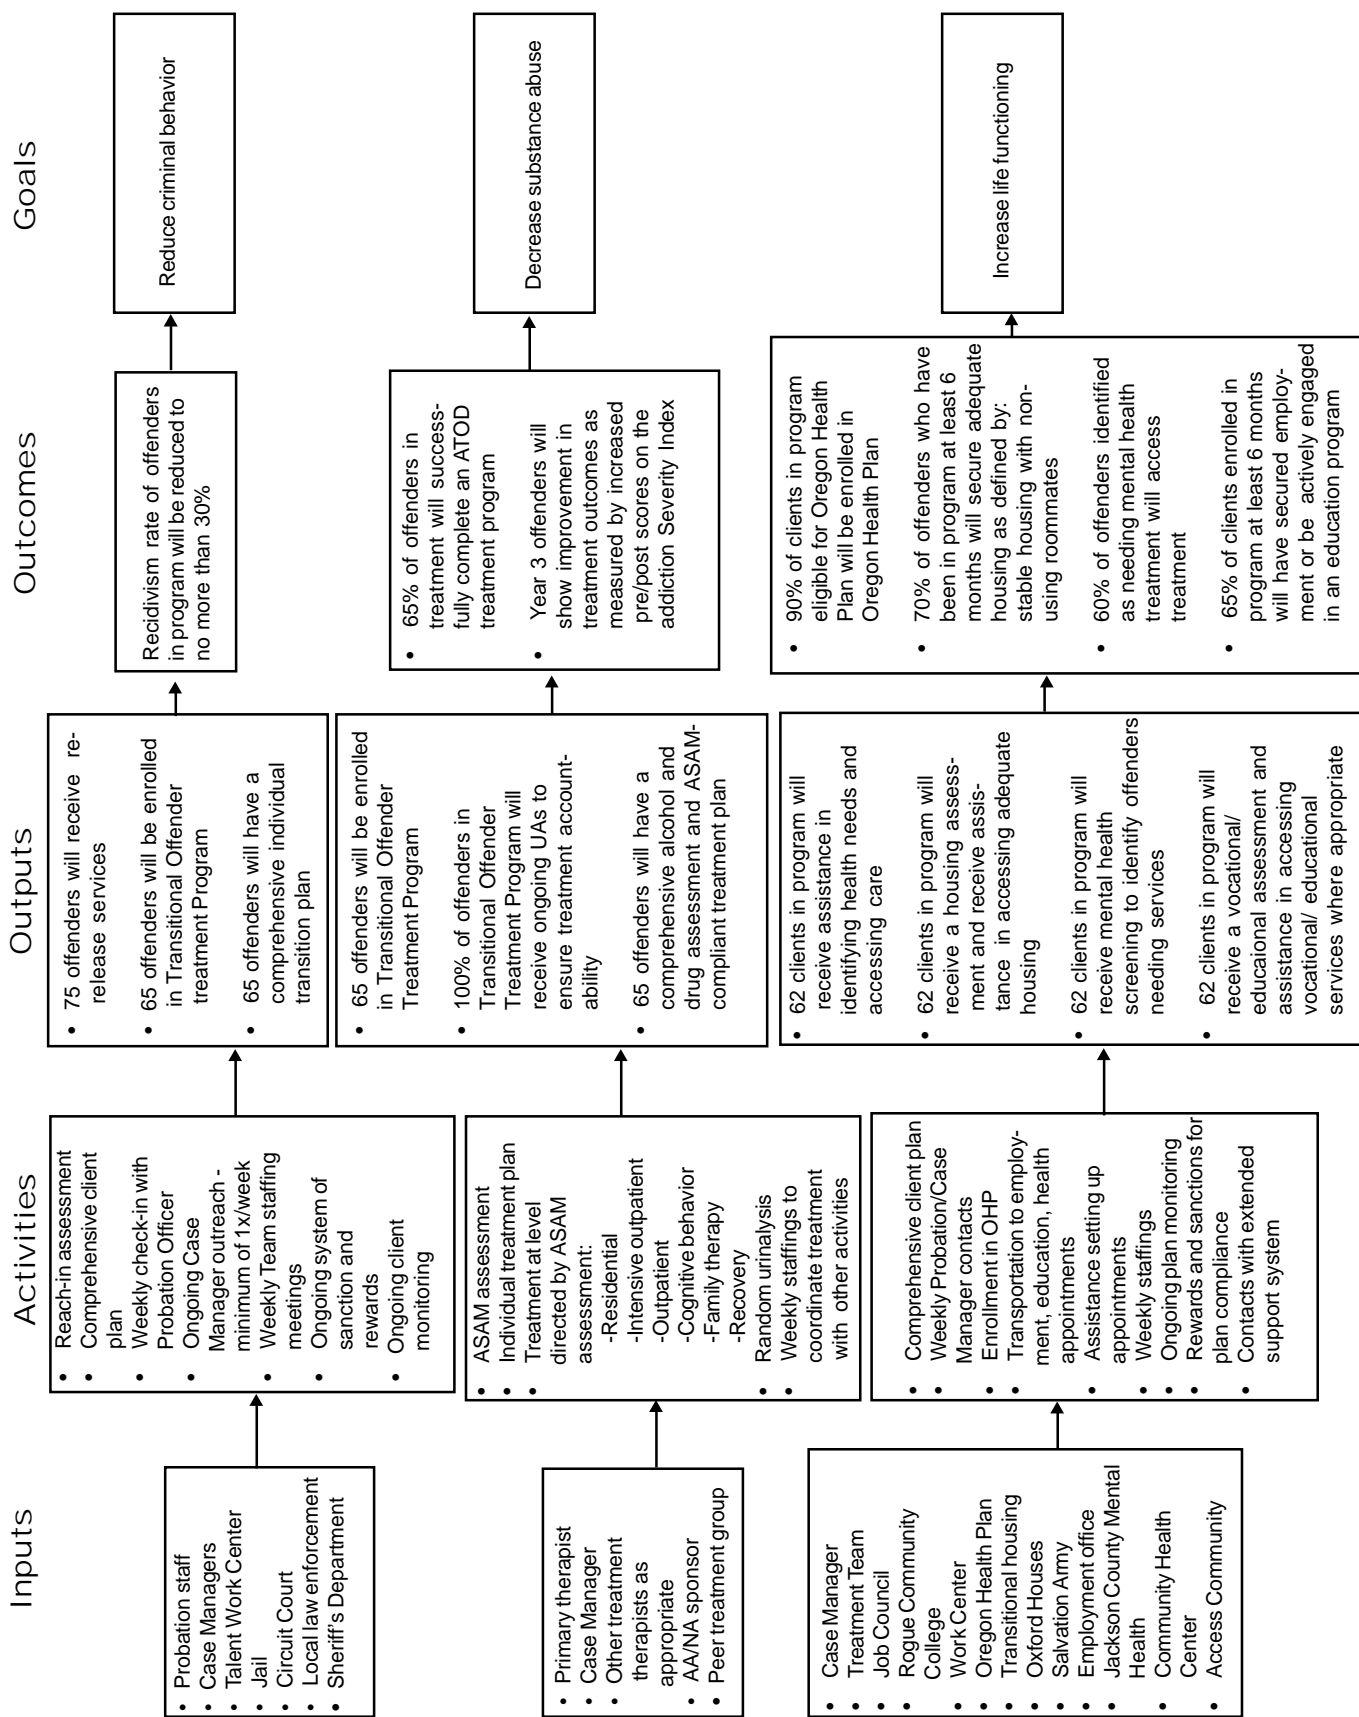 Inputs
Activities
Outputs
Outcomes
Goals
• Probation staff
• Case Managers
• Talent Work Center
• Jail
• Circuit Court
• Local law enforcement
• Sheriff's Department
• Reach-in assessment
• Comprehensive client
plan
• Weekly check-in with
Probation Officer
• Ongoing Case
Manager outreach -
minimum of 1x/week
• Weekly Team staffing
meetings
• Ongoing system of
sanction and
rewards
• Ongoing client
monitoring
• 75 offenders will receive re-
release services
• 65 offenders will be enrolled
in Transitional Offender
treatment Program
• 65 offenders will have a
comprehensive individual
transition plan
Recidivism rate of offenders
in program will be reduced to
no more than 30%
Reduce criminal behavior
• Primary therapist
• Case Manager
• Other treatment
therapists as
appropriate
• AA/NA sponsor
• Peer treatment group
• ASAM assessment
• Individual treatment plan
• Treatment at level
directed by ASAM
assessment:
-Residential
-Intensive outpatient
-Outpatient
-Cognitive behavior
-Family therapy
-Recovery
• Random urinalysis
• Weekly staffings to
coordinate treatment
with other activities
• 65 offenders will be enrolled
in Transitional Offender
Treatment Program
• 100% of offenders in
Transitional Offender
Treatment Program will
receive ongoing UAs to
ensure treatment account-
ability
• 65 offenders will have a
comprehensive alcohol and
drug assessment and ASAM-
compliant treatment plan
• 65% of offenders in
treatment will success-
fully complete an ATOD
treatment program
• Year 3 offenders will
show improvement in
treatment outcomes as
measured by increased
pre/post scores on the
addiction Severity Index
Decrease substance abuse
• Case Manager
• Treatment Team
• Job Council
• Rogue Community
College
• Work Center
• Oregon Health Plan
• Transitional housing
• Oxford Houses
• Salvation Army
• Employment office
• Jackson County Mental
Health
• Community Health
Center
• Access Community
• Comprehensive client plan
• Weekly Probation/Case
Manager contacts
• Enrollment in OHP
• Transportation to employ-
ment, education, health
appointments
• Assistance setting up
appointments
• Weekly staffings
• Ongoing plan monitoring
• Rewards and sanctions for
plan compliance
• Contacts with extended
support system
• 62 clients in program will
receive assistance in
identifying health needs and
accessing care
• 62 clients in program will
receive a housing assess-
ment and receive assis-
tance in accessing adequate
housing
• 62 clients in program will
receive mental health
screening to identify offenders
needing services
• 62 clients in program will
receive a vocational/
educaional assessment and
assistance in accessing
vocational/ educational
services where appropriate
• 90% of clients in program
eligible for Oregon Health
Plan will be enrolled in
Oregon Health Plan
• 70% of offenders who have
been in program at least 6
months will secure adequate
housing as defined by:
stable housing with non-
using roommates
• 60% of offenders identified
as needing mental health
treatment will access
treatment
• 65% of clients enrolled in
program at least 6 months
will have secured employ-
ment or be actively engaged
in an education program
Increase life functioning